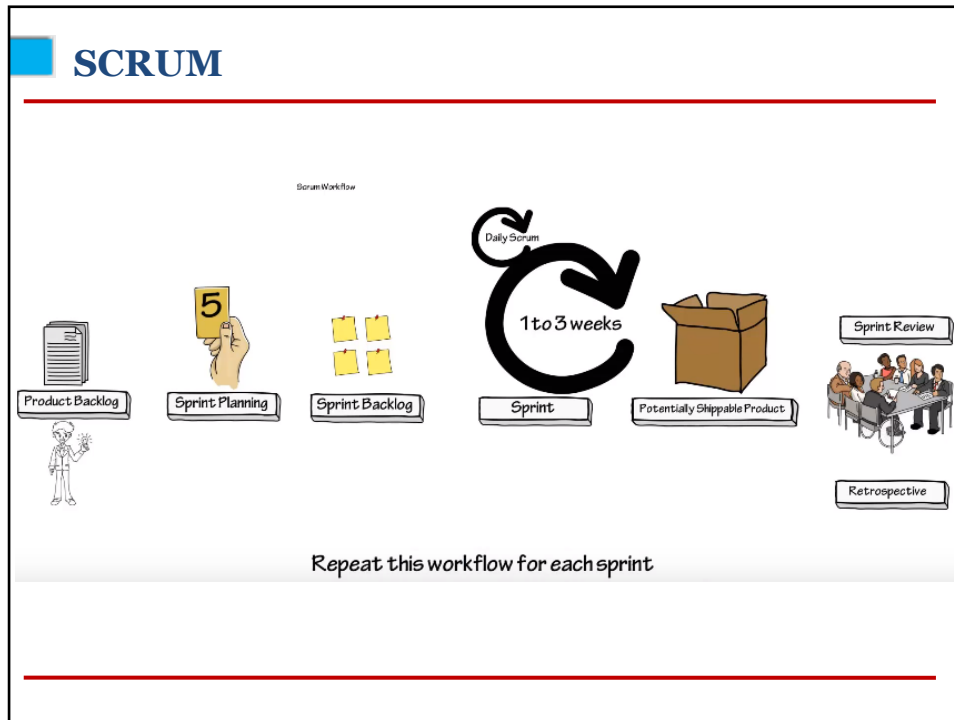 SCRUM
Scrum Workflow
Daily Scrum
5
1 to 3 weeks
Sprint Review
Product Backlog
Sprint Planning
Sprint Backlog
Sprint
Potentially Shippable Product
Retrospective
Repeat this workflow for each sprint